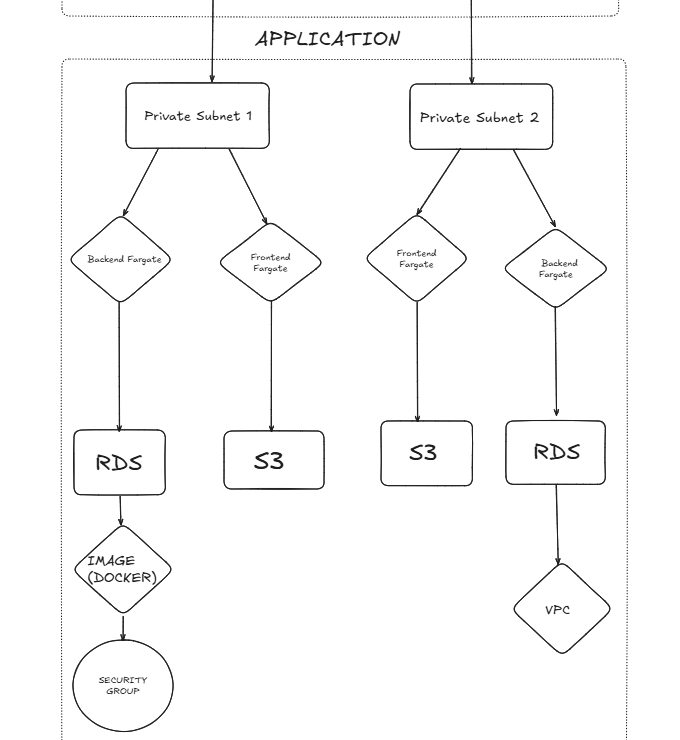 APPLICATION
Private Subnet 1
Private Subnet 2
Backend Fargate
Frontend
Fargate
Frontend
Fargate
Backend
Fargate
RDS
S3
S3
RDS
IMAGE
(DOCKER)
VPC
SECURITY
GROUP